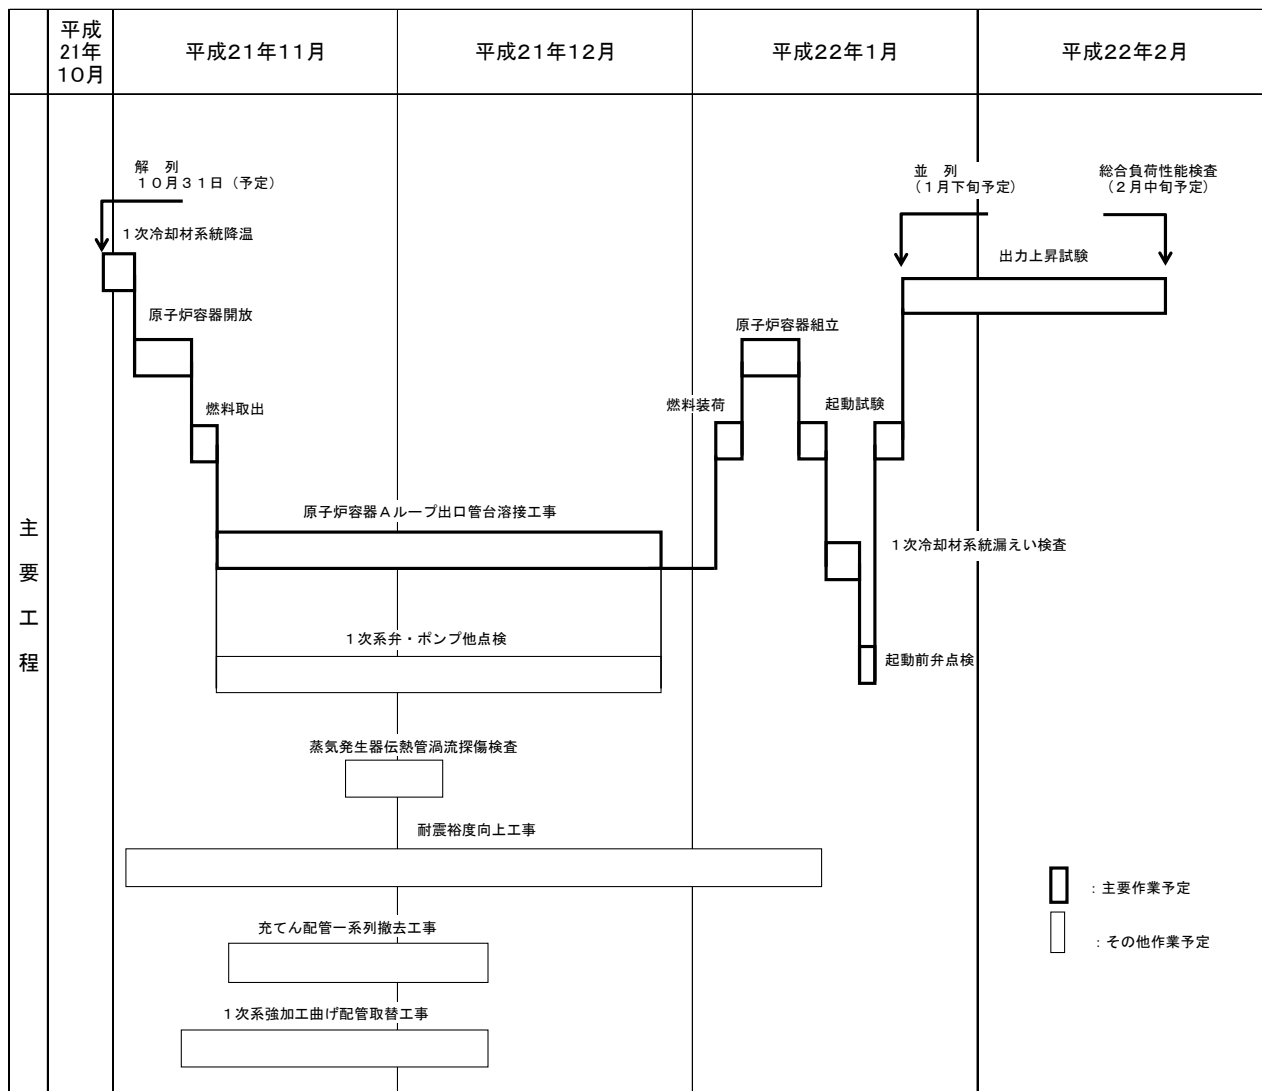 平成
21年
10月
平成21年11月
平成21年12月
平成22年1月
平成22年2月
主
要
工
程
解　列
１０月３１日（予定）
並　列
（１月下旬予定）
総合負荷性能検査
（２月中旬予定）
１次冷却材系統降温
出力上昇試験
原子炉容器開放
原子炉容器組立
燃料取出
燃料装荷
起動試験
原子炉容器Ａループ出口管台溶接工事
１次冷却材系統漏えい検査
１次系弁・ポンプ他点検
起動前弁点検
蒸気発生器伝熱管渦流探傷検査
耐震裕度向上工事
：主要作業予定
充てん配管一系列撤去工事
：その他作業予定
１次系強加工曲げ配管取替工事